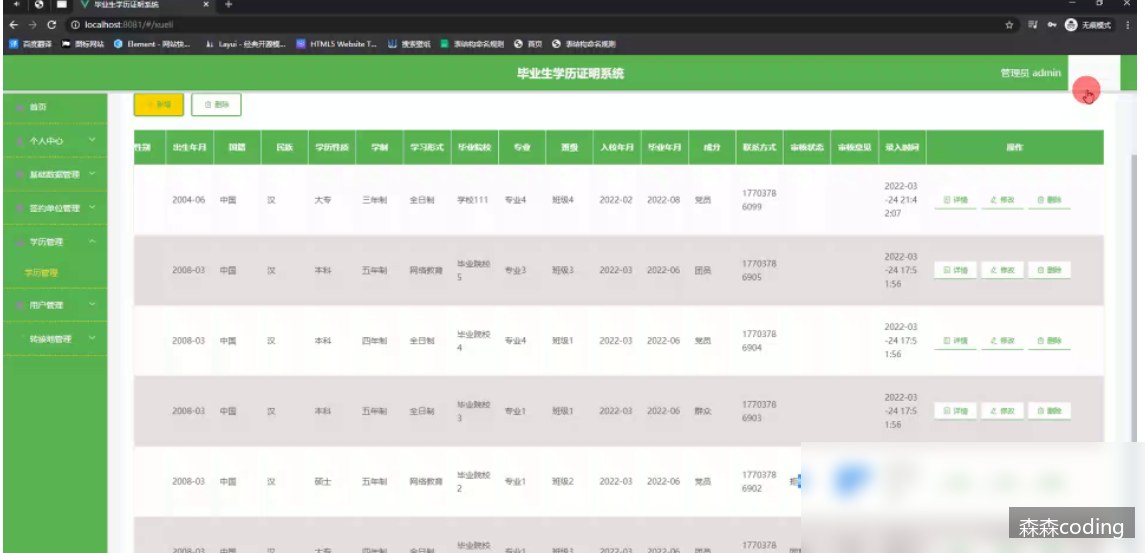 毕业生学历证明系统
localhost:8081/#/xueli
无痕模式
百度翻译 图标网站 Element - 网站快... Layui - 经典开源模... HTML5 Website T... 搜索壁纸 表结构命名规则 首页 表结构命名规则
毕业生学历证明系统 管理员 admin
首页
个人中心
基础数据管理
签约单位管理
学历管理
学历管理
用户管理
新增 删除
性别 出生年月 国籍 民族 学历性质 学制 学习形式 毕业院校 专业 班级 入校年月 毕业年月 成分 联系方式 审核状态 审核意见 录入时间 操作
2004-06 中国 汉 大专 三年制 全日制 学校111 专业4 班级4 2022-02 2022-08 党员 1770378
6099 2022-03
-24 21:4
2:07 详情 修改 删除
2008-03 中国 汉 本科 五年制 网络教育 毕业院校
5 专业3 班级3 2022-03 2022-06 团员 1770378
6905 2022-03
-24 17:5
1:56 详情 修改 删除
2008-03 中国 汉 本科 四年制 全日制 毕业院校
4 专业4 班级1 2022-03 2022-06 党员 1770378
6904 2022-03
-24 17:5
1:56 详情 修改 删除
2008-03 中国 汉 本科 五年制 全日制 毕业院校
3 专业1 班级1 2022-03 2022-06 群众 1770378
6903 2022-03
-24 17:5
1:56 详情 修改 删除
2008-03 中国 汉 硕士 五年制 网络教育 毕业院校
2 专业1 班级2 2022-03 2022-06 党员 1770378
6902
2008-03 中国 汉 大专 四年制 全日制 毕业院校 专业1 班级3 2022-03 2022-06 团员 1770378
森森coding